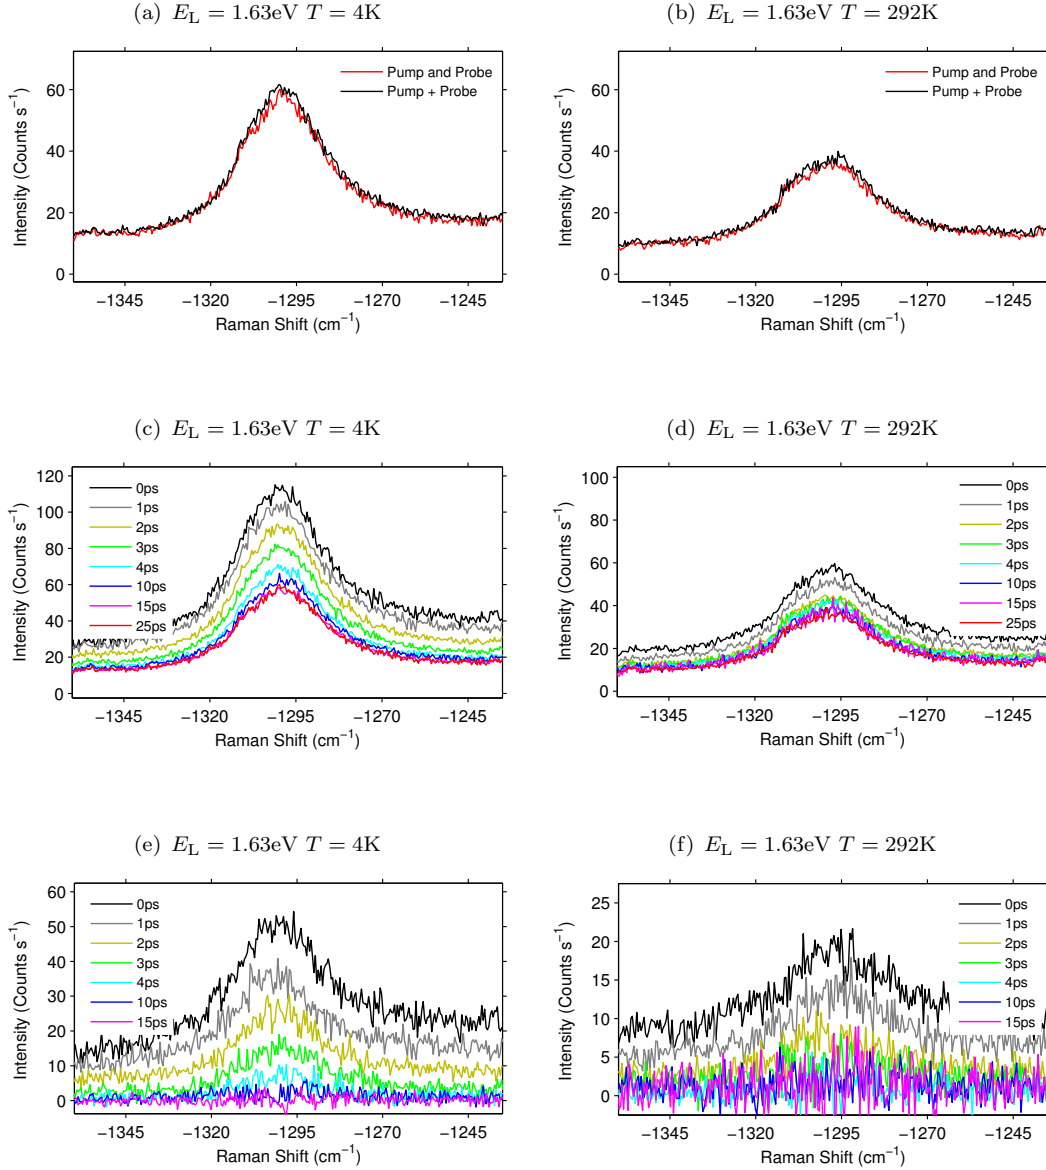 (a) E_L = 1.63eV T = 4K
Intensity (Counts s⁻¹)
60
40
20
0
Pump and Probe
Pump + Probe
−1345 −1320 −1295 −1270 −1245
Raman Shift (cm⁻¹)
(b) E_L = 1.63eV T = 292K
Intensity (Counts s⁻¹)
60
40
20
0
Pump and Probe
Pump + Probe
−1345 −1320 −1295 −1270 −1245
Raman Shift (cm⁻¹)
(c) E_L = 1.63eV T = 4K
Intensity (Counts s⁻¹)
120
100
80
60
40
20
0
0ps
1ps
2ps
3ps
4ps
10ps
15ps
25ps
−1345 −1320 −1295 −1270 −1245
Raman Shift (cm⁻¹)
(d) E_L = 1.63eV T = 292K
Intensity (Counts s⁻¹)
100
80
60
40
20
0
0ps
1ps
2ps
3ps
4ps
10ps
15ps
25ps
−1345 −1320 −1295 −1270 −1245
Raman Shift (cm⁻¹)
(e) E_L = 1.63eV T = 4K
Intensity (Counts s⁻¹)
60
50
40
30
20
10
0
0ps
1ps
2ps
3ps
4ps
10ps
15ps
−1345 −1320 −1295 −1270 −1245
Raman Shift (cm⁻¹)
(f) E_L = 1.63eV T = 292K
Intensity (Counts s⁻¹)
25
20
15
10
5
0
0ps
1ps
2ps
3ps
4ps
10ps
15ps
−1345 −1320 −1295 −1270 −1245
Raman Shift (cm⁻¹)